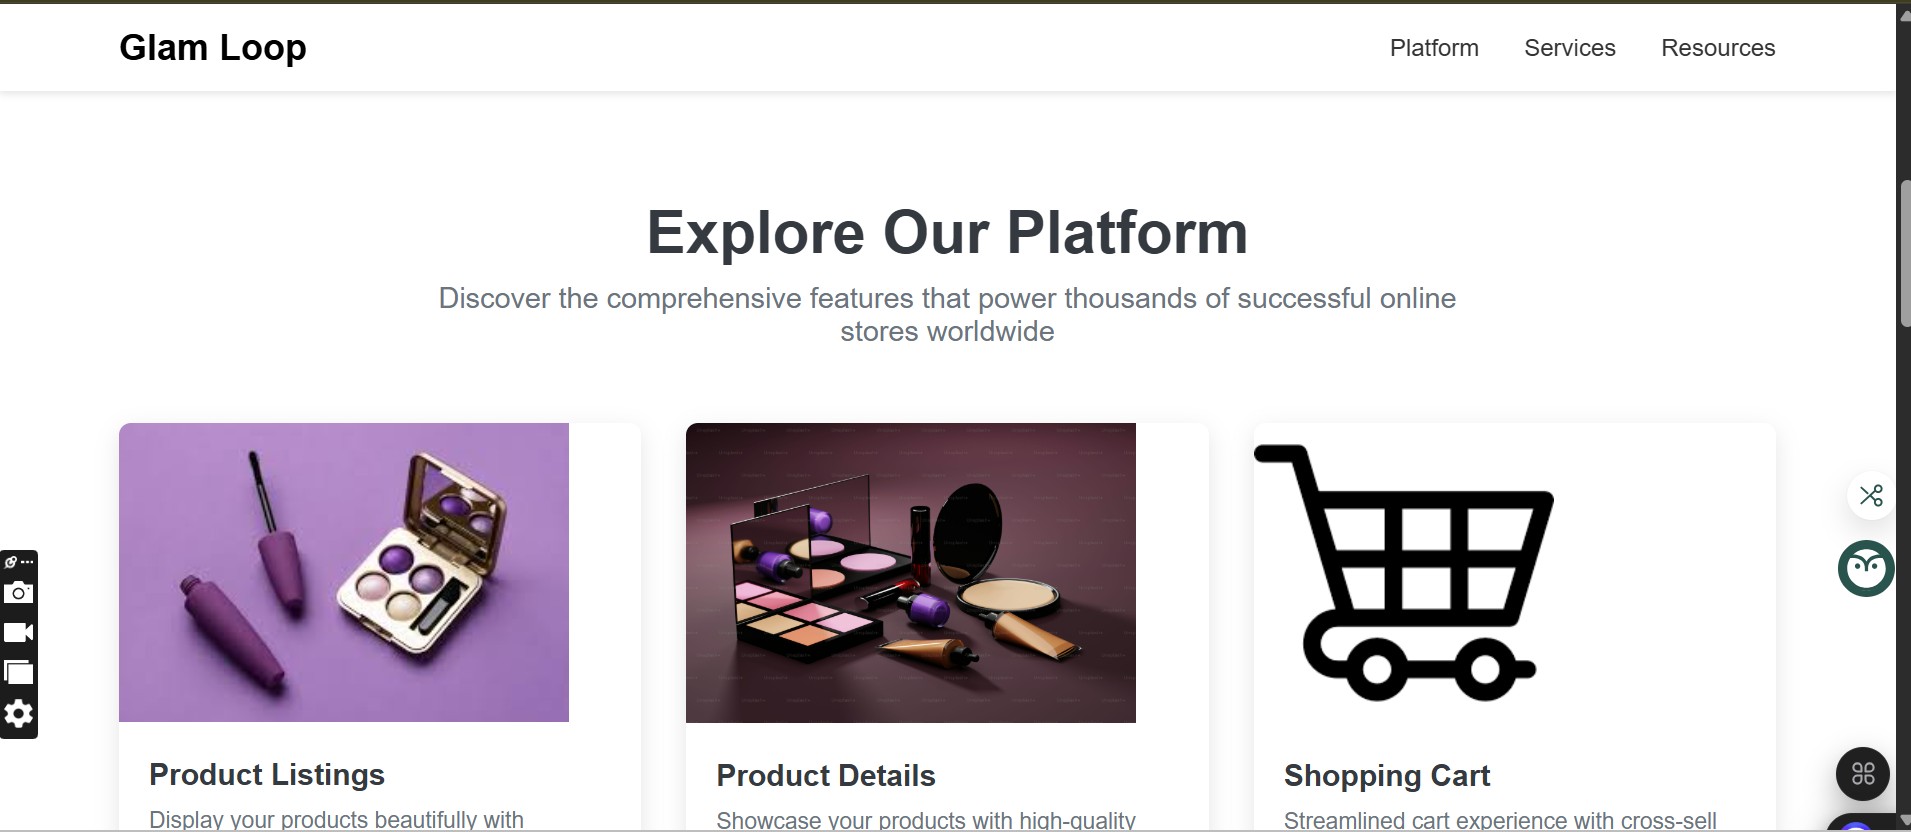 Glam Loop
Platform
Services
Resources
Explore Our Platform
Discover the comprehensive features that power thousands of successful online
stores worldwide
Product Listings
Display your products beautifully with
Product Details
Showcase your products with high-quality
Shopping Cart
Streamlined cart experience with cross-sell